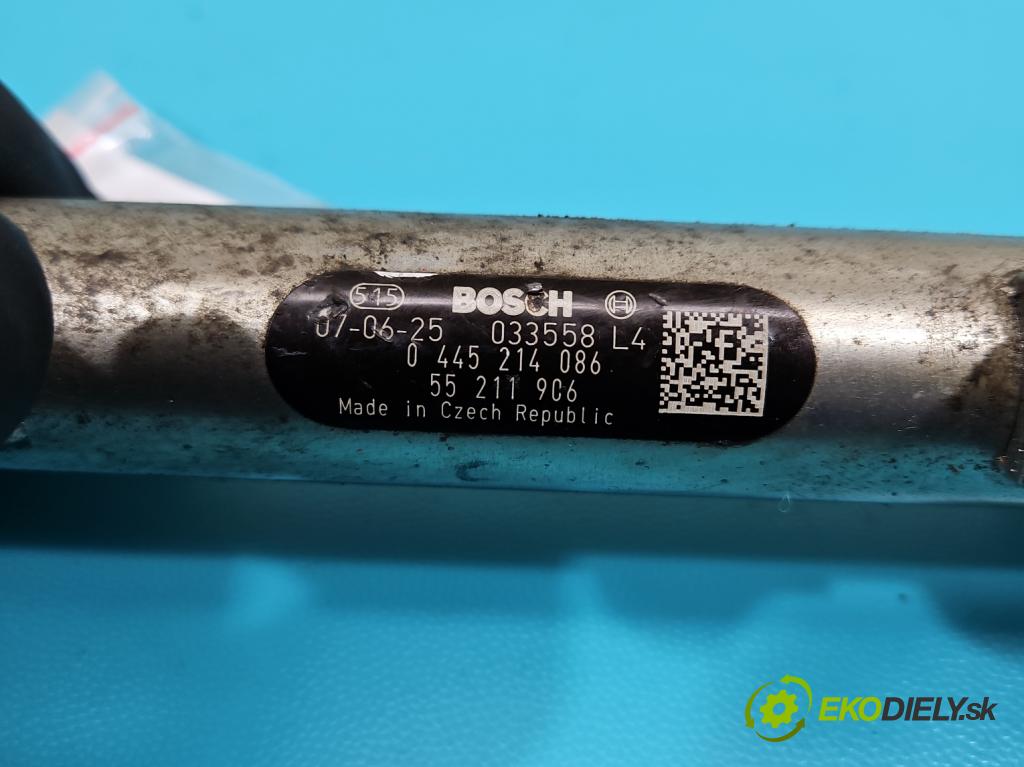 515 BOSCH
07-06-25 033558 L4
0 445 214 086
55 211 906
Made in Czech Republic
EKODIELY.sk